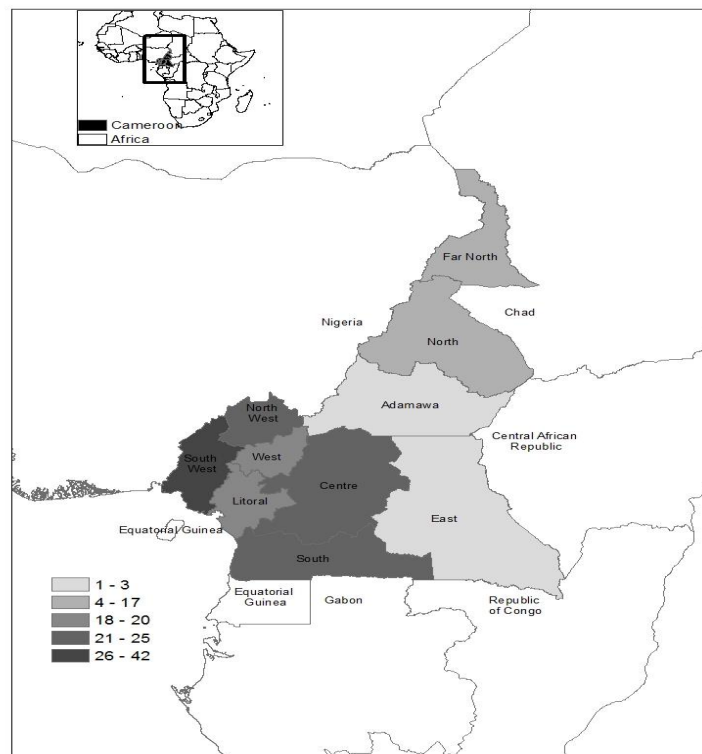 Cameroon
Africa
Far North
Chad
Nigeria
North
Adamawa
North
West
Central African
Republic
South
West
West
Centre
Litoral
East
Equatorial Guinea
South
1 - 3
4 - 17
18 - 20
21 - 25
26 - 42
Equatorial
Guinea
Gabon
Republic
of Congo